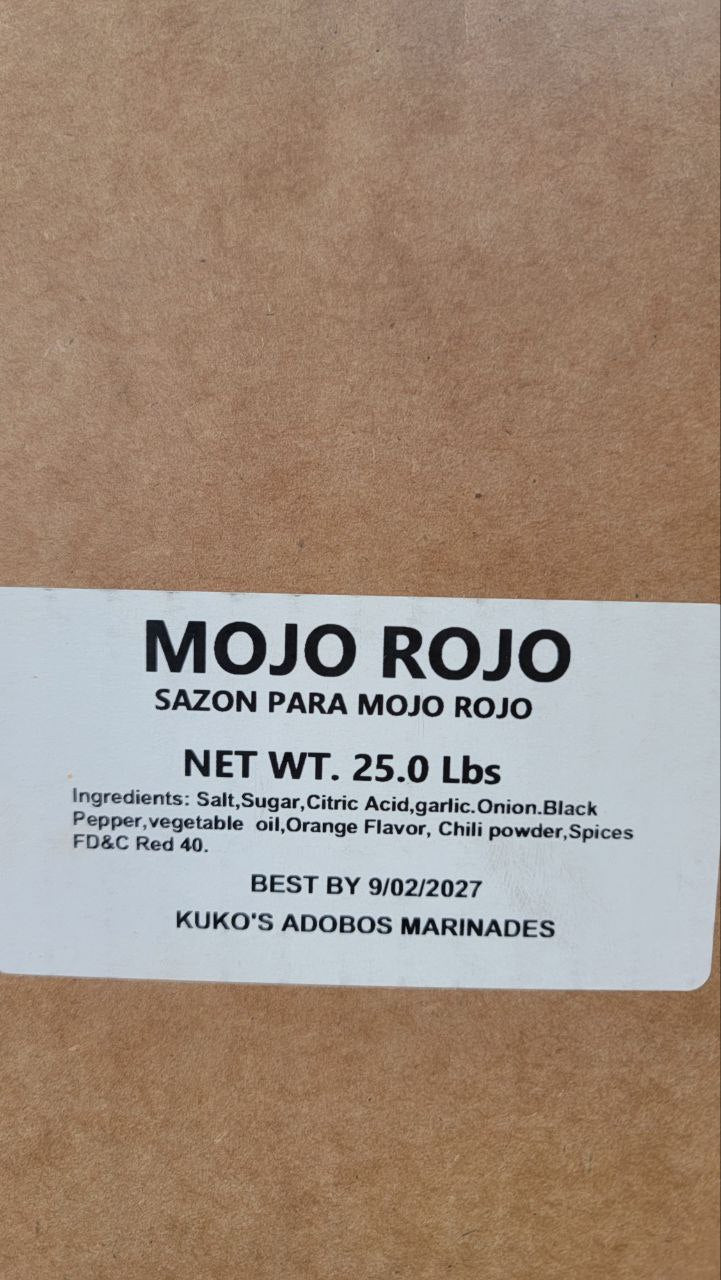 MOJO ROJO
SAZON PARA MOJO ROJO
NET WT. 25.0 Lbs
Ingredients: Salt,Sugar,Citric Acid,garlic.Onion.Black
Pepper,vegetable oil,Orange Flavor, Chili powder,Spices
FD&C Red 40.
BEST BY 9/02/2027
KUKO'S ADOBOS MARINADES